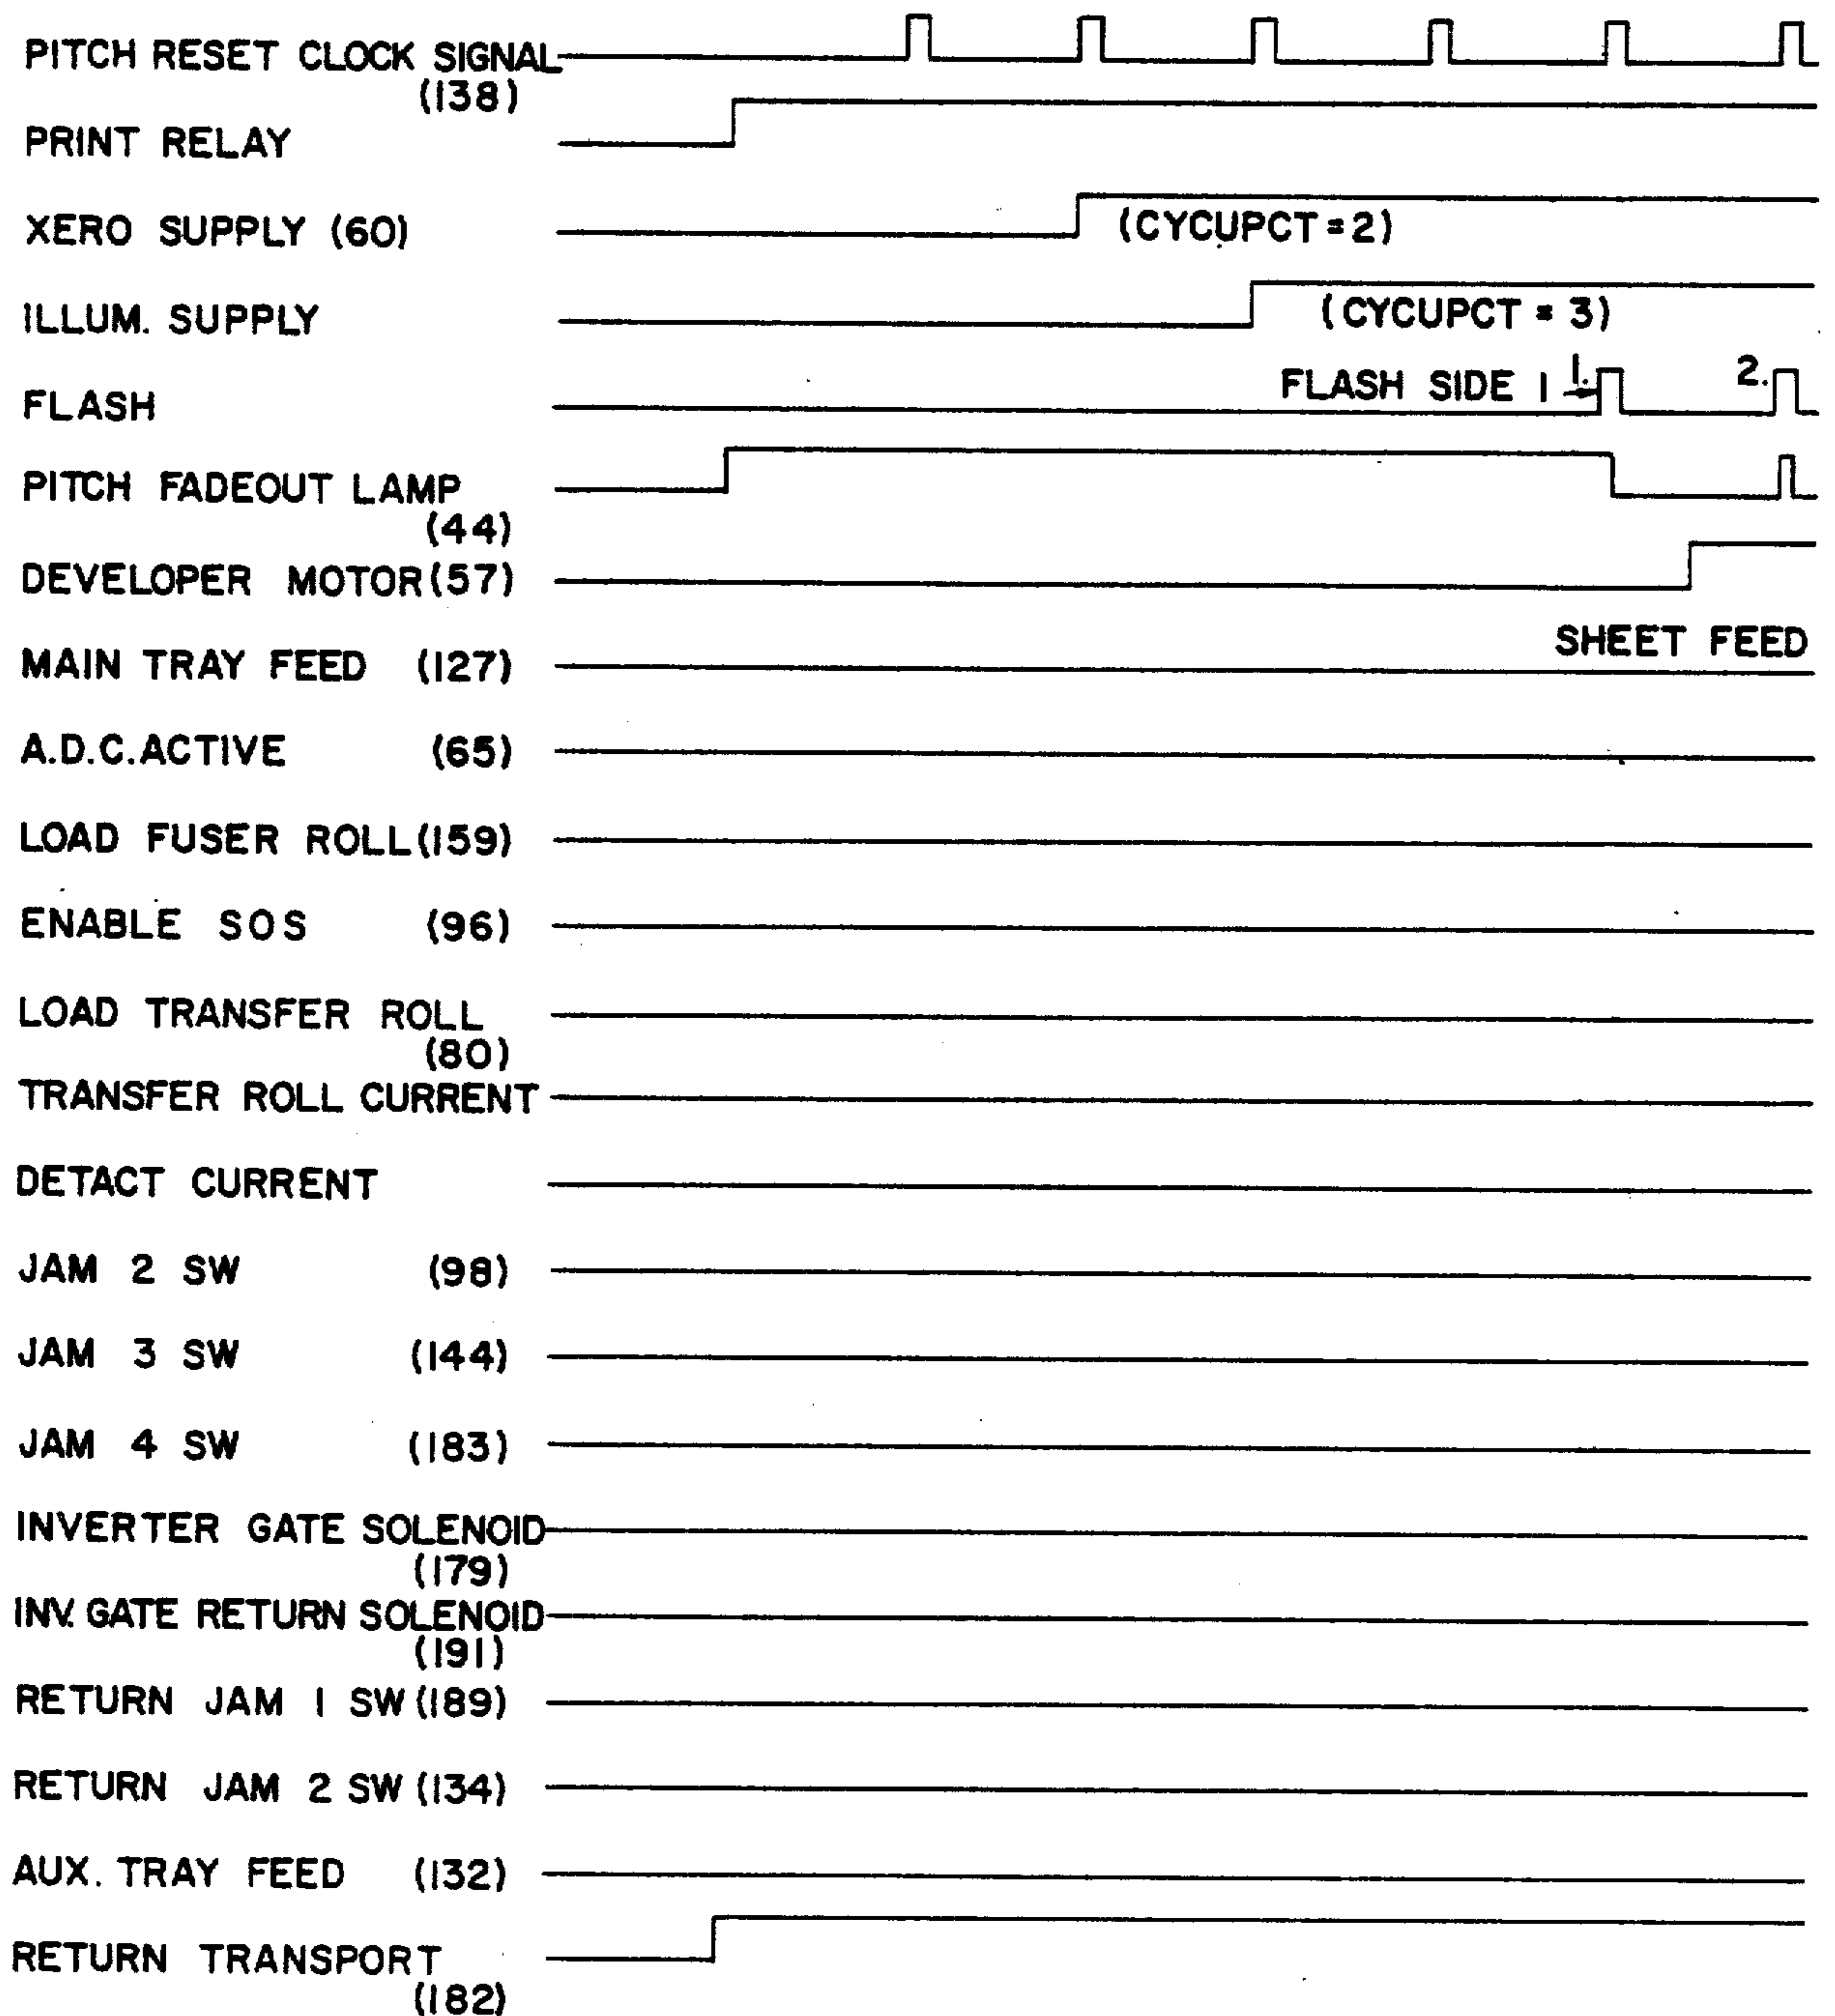 PITCH RESET CLOCK SIGNAL
(138)
PRINT RELAY
XERO SUPPLY (60)
(CYCUPCT = 2)
ILLUM. SUPPLY
(CYCUPCT = 3)
FLASH
FLASH SIDE 1 1. 2.
PITCH FADEOUT LAMP
(44)
DEVELOPER MOTOR (57)
SHEET FEED
MAIN TRAY FEED (127)
A.D.C. ACTIVE (65)
LOAD FUSER ROLL (159)
ENABLE SOS (96)
LOAD TRANSFER ROLL
(80)
TRANSFER ROLL CURRENT
DETACT CURRENT
JAM 2 SW (98)
JAM 3 SW (144)
JAM 4 SW (183)
INVERTER GATE SOLENOID
(179)
INV. GATE RETURN SOLENOID
(191)
RETURN JAM 1 SW (189)
RETURN JAM 2 SW (134)
AUX. TRAY FEED (132)
RETURN TRANSPORT
(182)